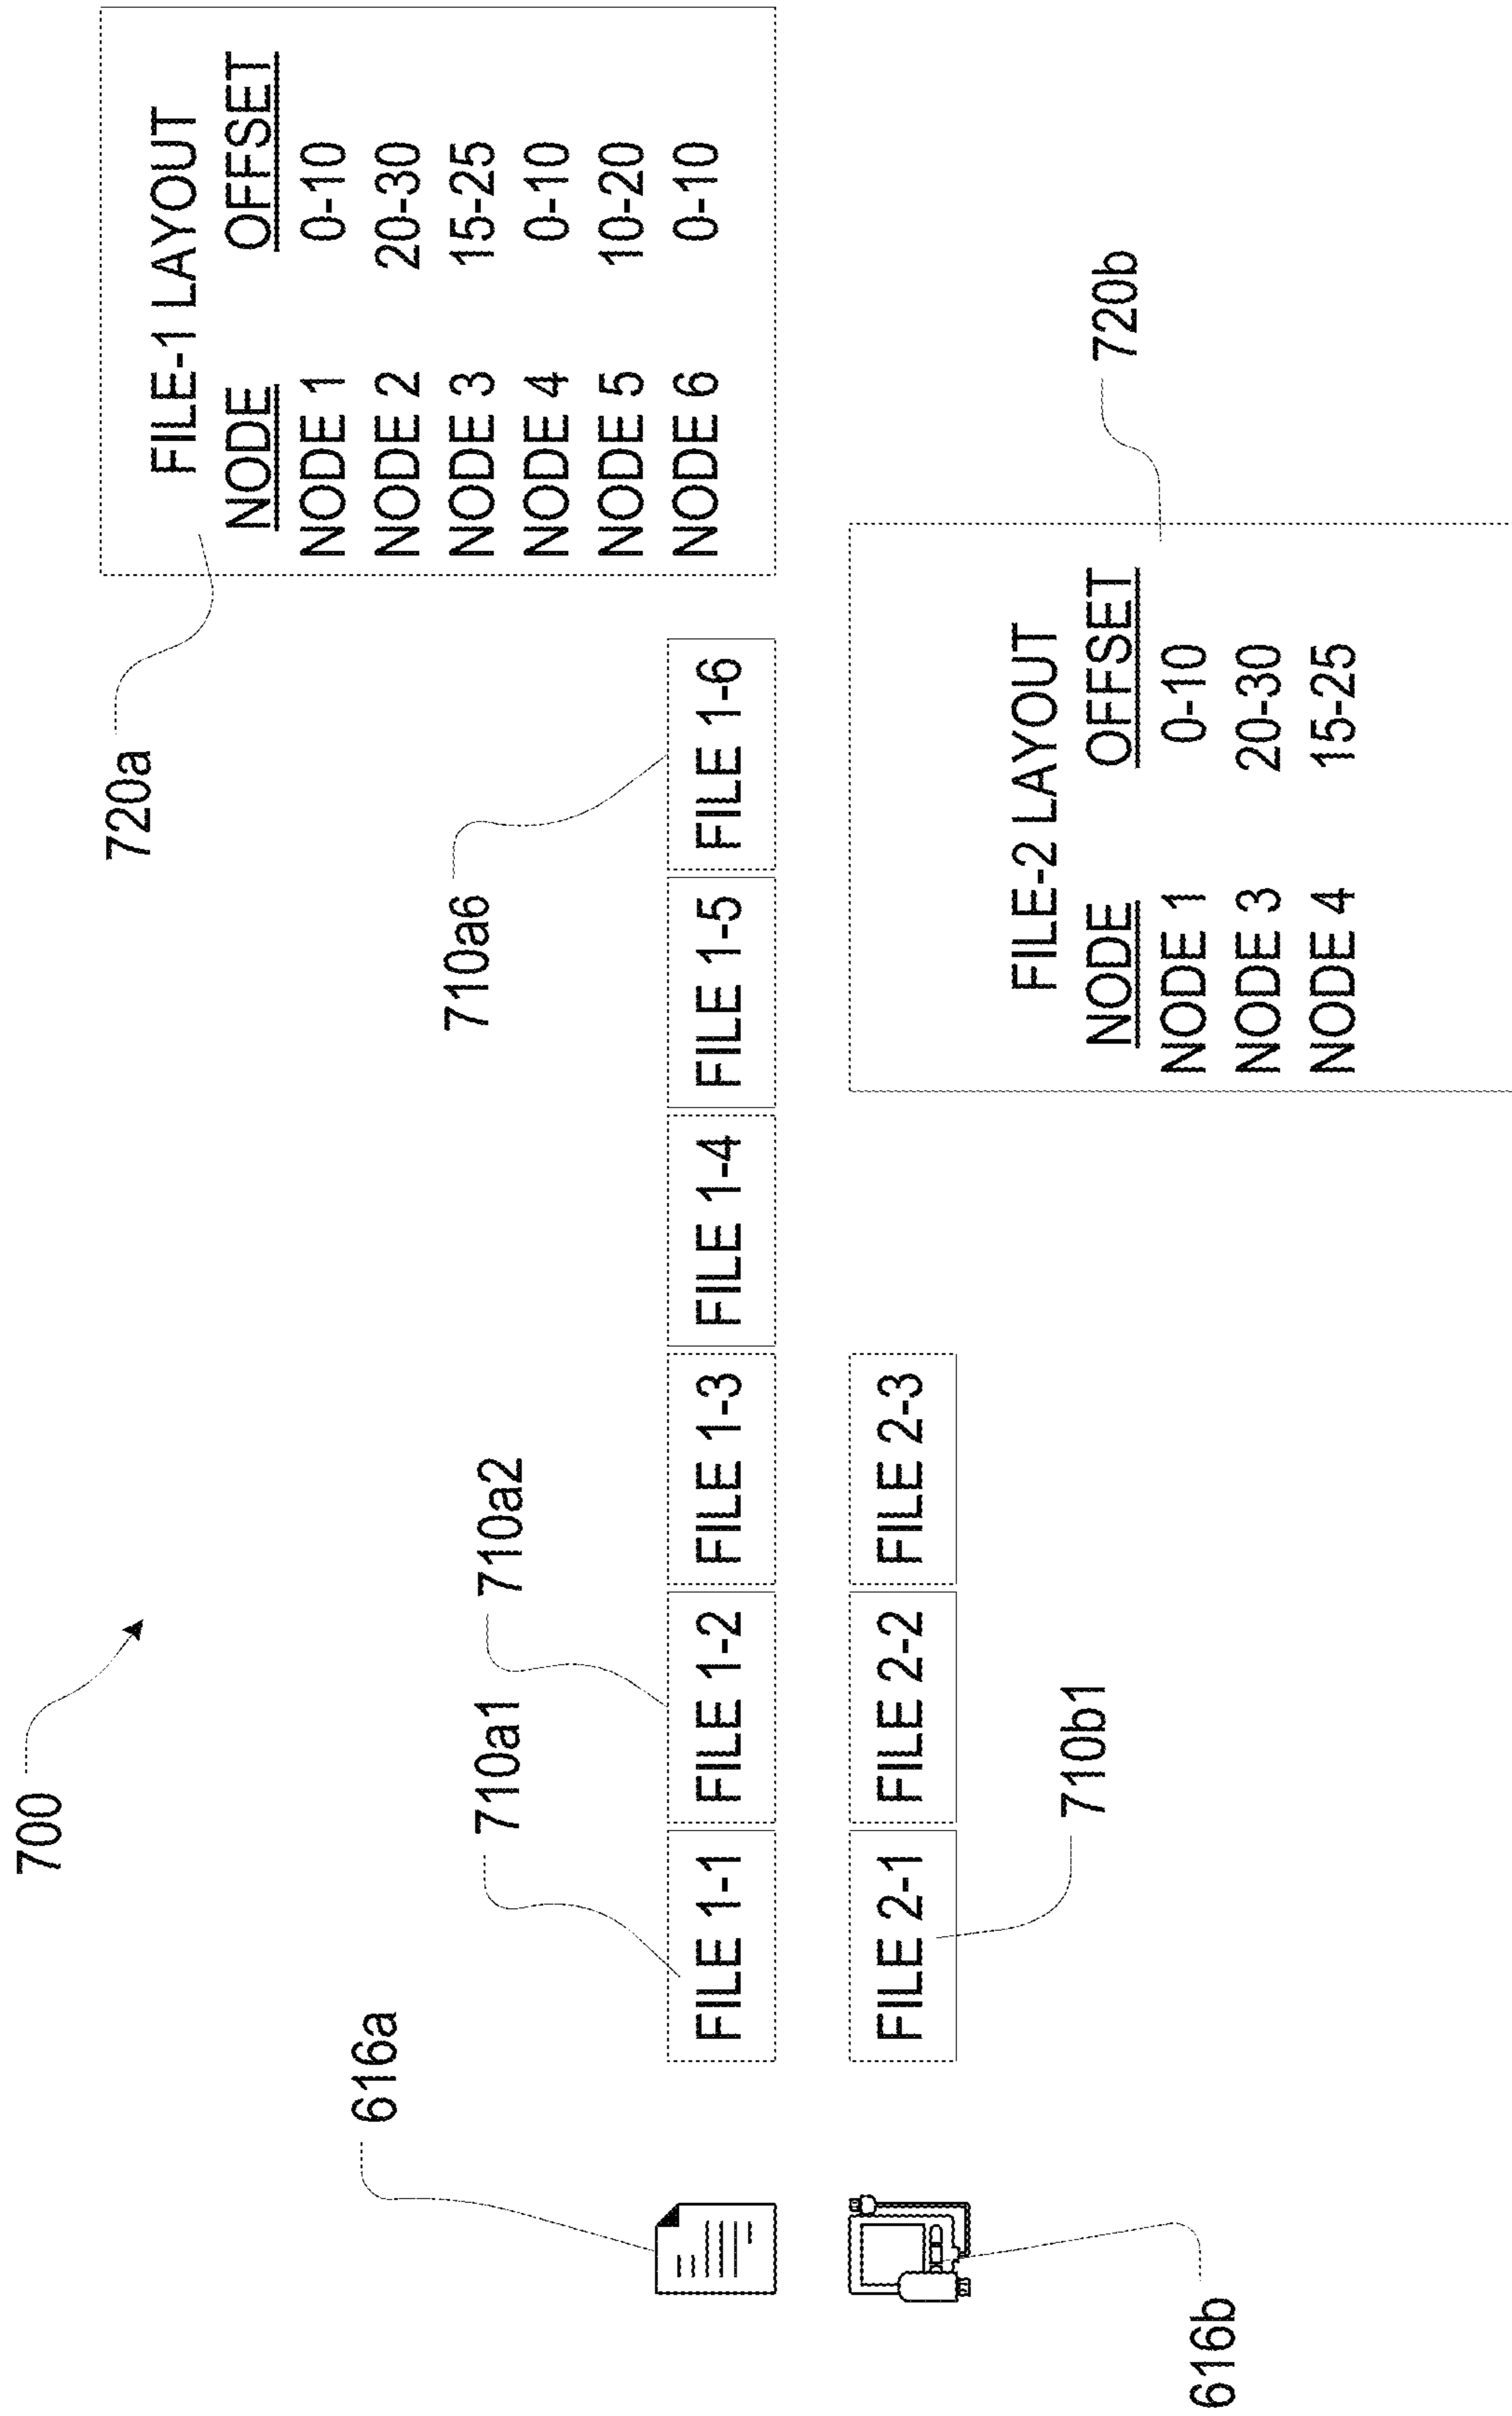 700
720a
FILE-1 LAYOUT
NODE OFFSET
NODE 1 0-10
NODE 2 20-30
NODE 3 15-25
NODE 4 0-10
NODE 5 10-20
NODE 6 0-10
616a
710a1
710a2
710a6
FILE 1-1 FILE 1-2 FILE 1-3 FILE 1-4 FILE 1-5 FILE 1-6
FILE 2-1 FILE 2-2 FILE 2-3
616b
710b1
720b
FILE-2 LAYOUT
NODE OFFSET
NODE 1 0-10
NODE 3 20-30
NODE 4 15-25